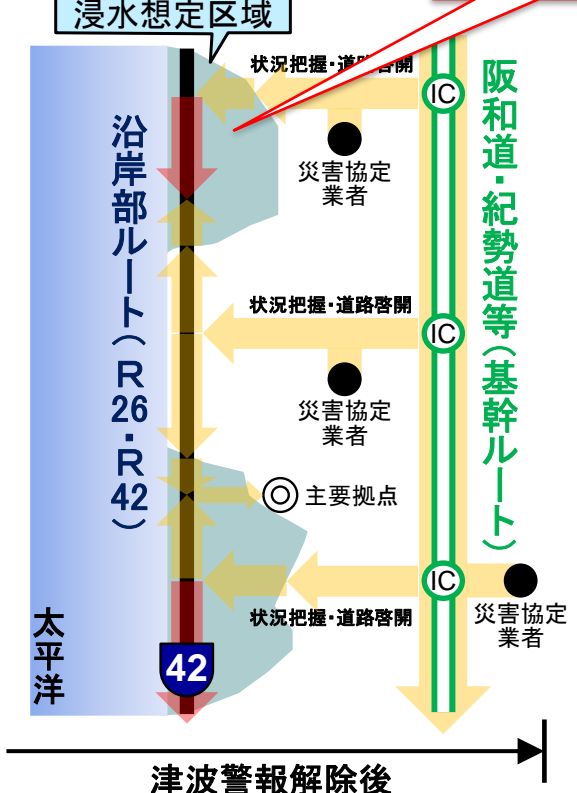 浸水想定区域
状況把握・道路啓開
IC
災害協定
業者
阪和道・紀勢道等(基幹ルート)
沿岸部ルート(R26・R42)
状況把握・道路啓開
IC
災害協定
業者
主要拠点
IC
状況把握・道路啓開
災害協定
業者
太平洋
42
津波警報解除後